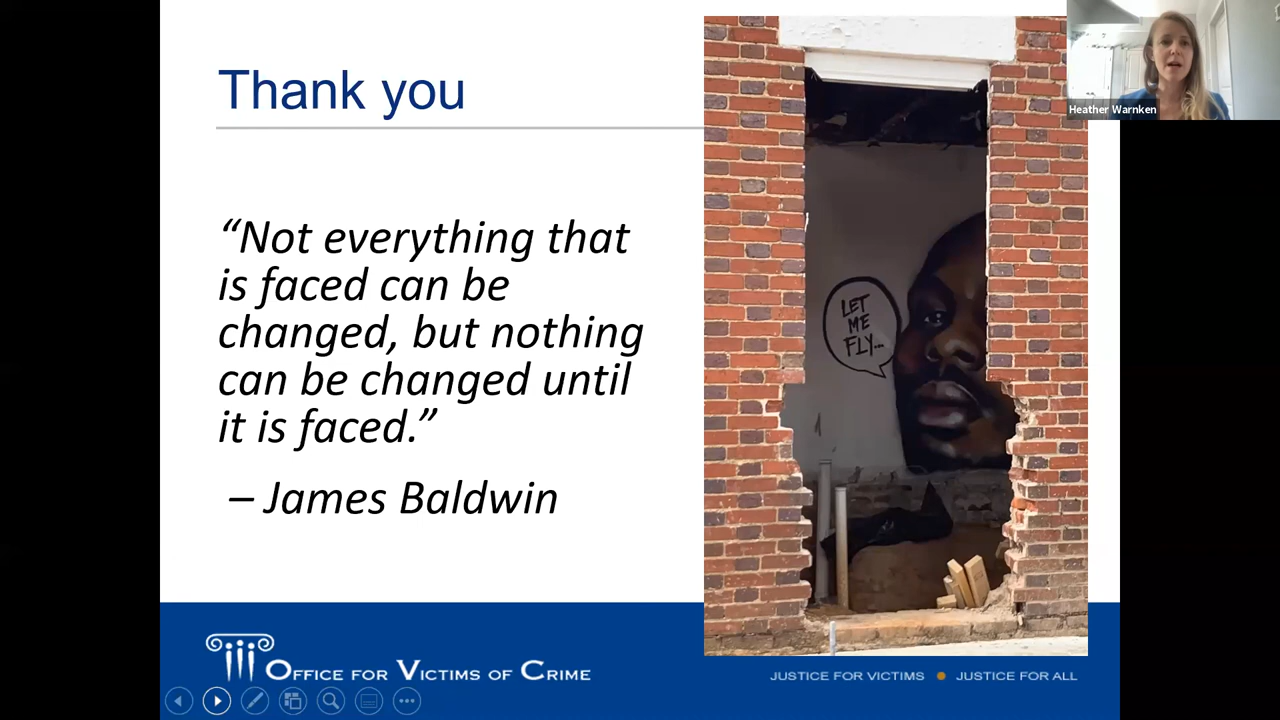 Thank you
“Not everything that
is faced can be
changed, but nothing
can be changed until
it is faced.”
– James Baldwin
LET
ME
FLY...
Heather Warnken
OFFICE FOR VICTIMS OF CRIME
JUSTICE FOR VICTIMS ● JUSTICE FOR ALL